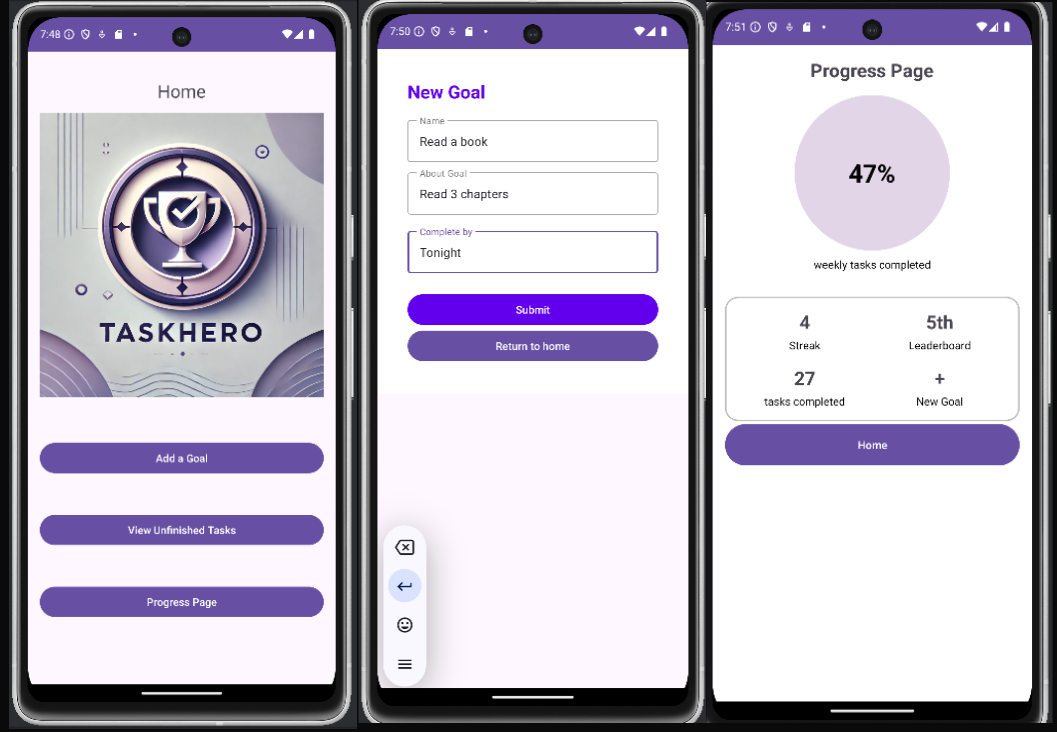 7:48
Home
TASKHERO
Add a Goal
View Unfinished Tasks
Progress Page
7:50
New Goal
Name
Read a book
About Goal
Read 3 chapters
Complete by
Tonight
Submit
Return to home
7:51
Progress Page
47%
weekly tasks completed
4 5th
Streak Leaderboard
27 +
tasks completed New Goal
Home